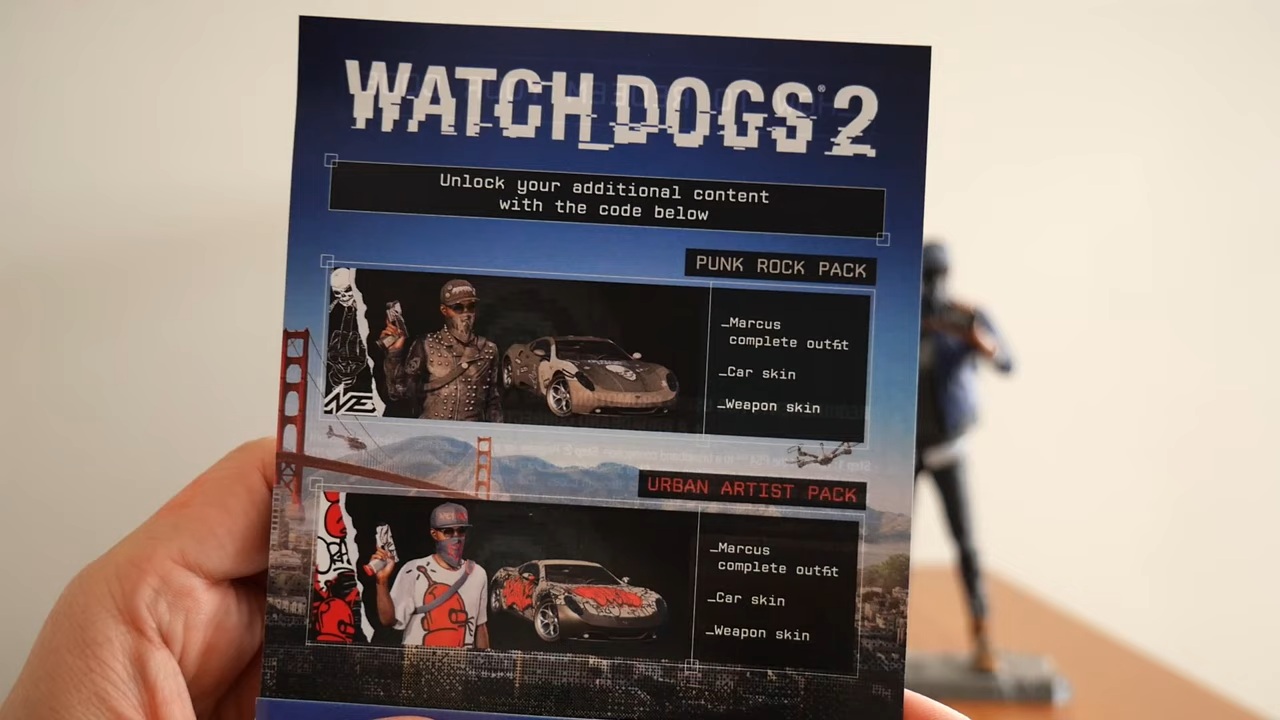 WATCH_DOGS®2
Unlock your additional content
with the code below
PUNK ROCK PACK
_Marcus
complete outfit
_Car skin
_Weapon skin
URBAN ARTIST PACK
_Marcus
complete outfit
_Car skin
_Weapon skin